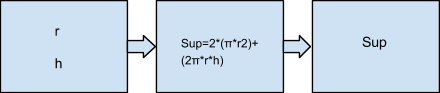 r
h
Sup=2*(π*r2)+
(2π*r*h)
Sup